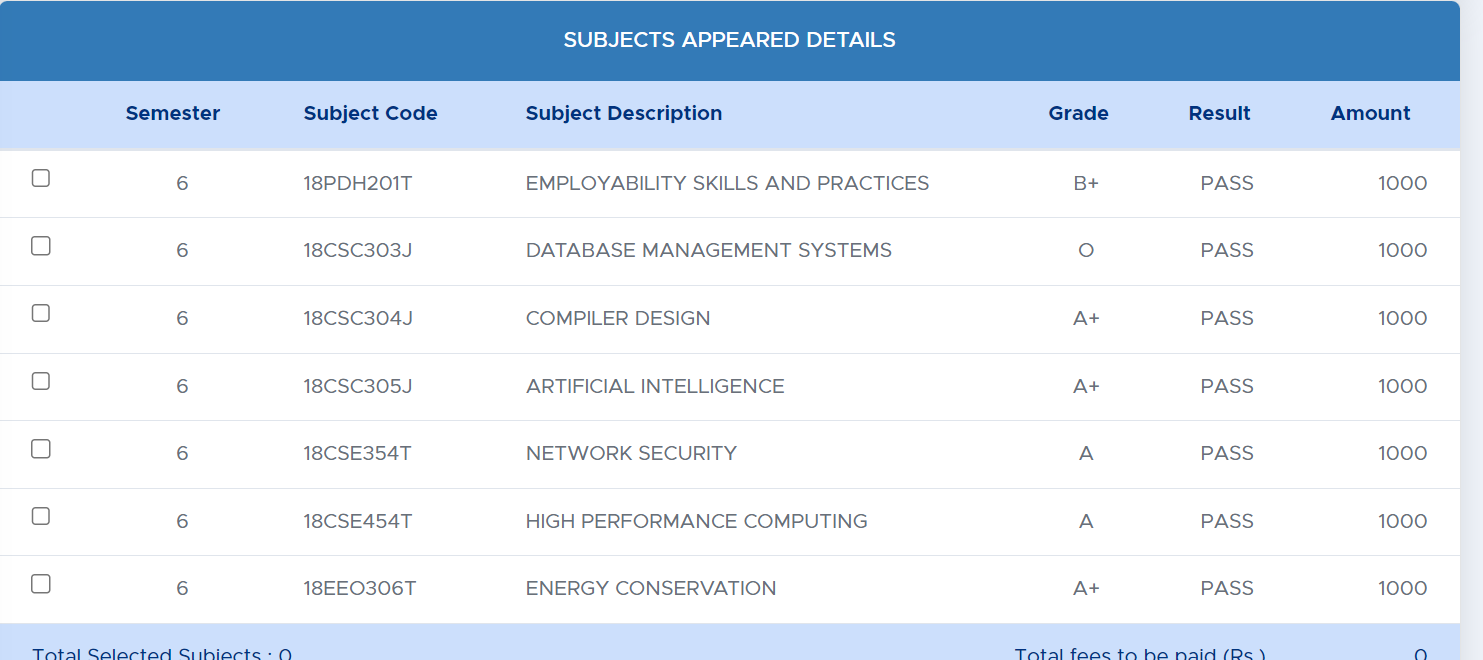 SUBJECTS APPEARED DETAILS
Semester Subject Code Subject Description Grade Result Amount
6 18PDH201T EMPLOYABILITY SKILLS AND PRACTICES B+ PASS 1000
6 18CSC303J DATABASE MANAGEMENT SYSTEMS O PASS 1000
6 18CSC304J COMPILER DESIGN A+ PASS 1000
6 18CSC305J ARTIFICIAL INTELLIGENCE A+ PASS 1000
6 18CSE354T NETWORK SECURITY A PASS 1000
6 18CSE454T HIGH PERFORMANCE COMPUTING A PASS 1000
6 18EEO306T ENERGY CONSERVATION A+ PASS 1000
Total Selected Subjects : 0 Total fees to be paid (Rs.) 0